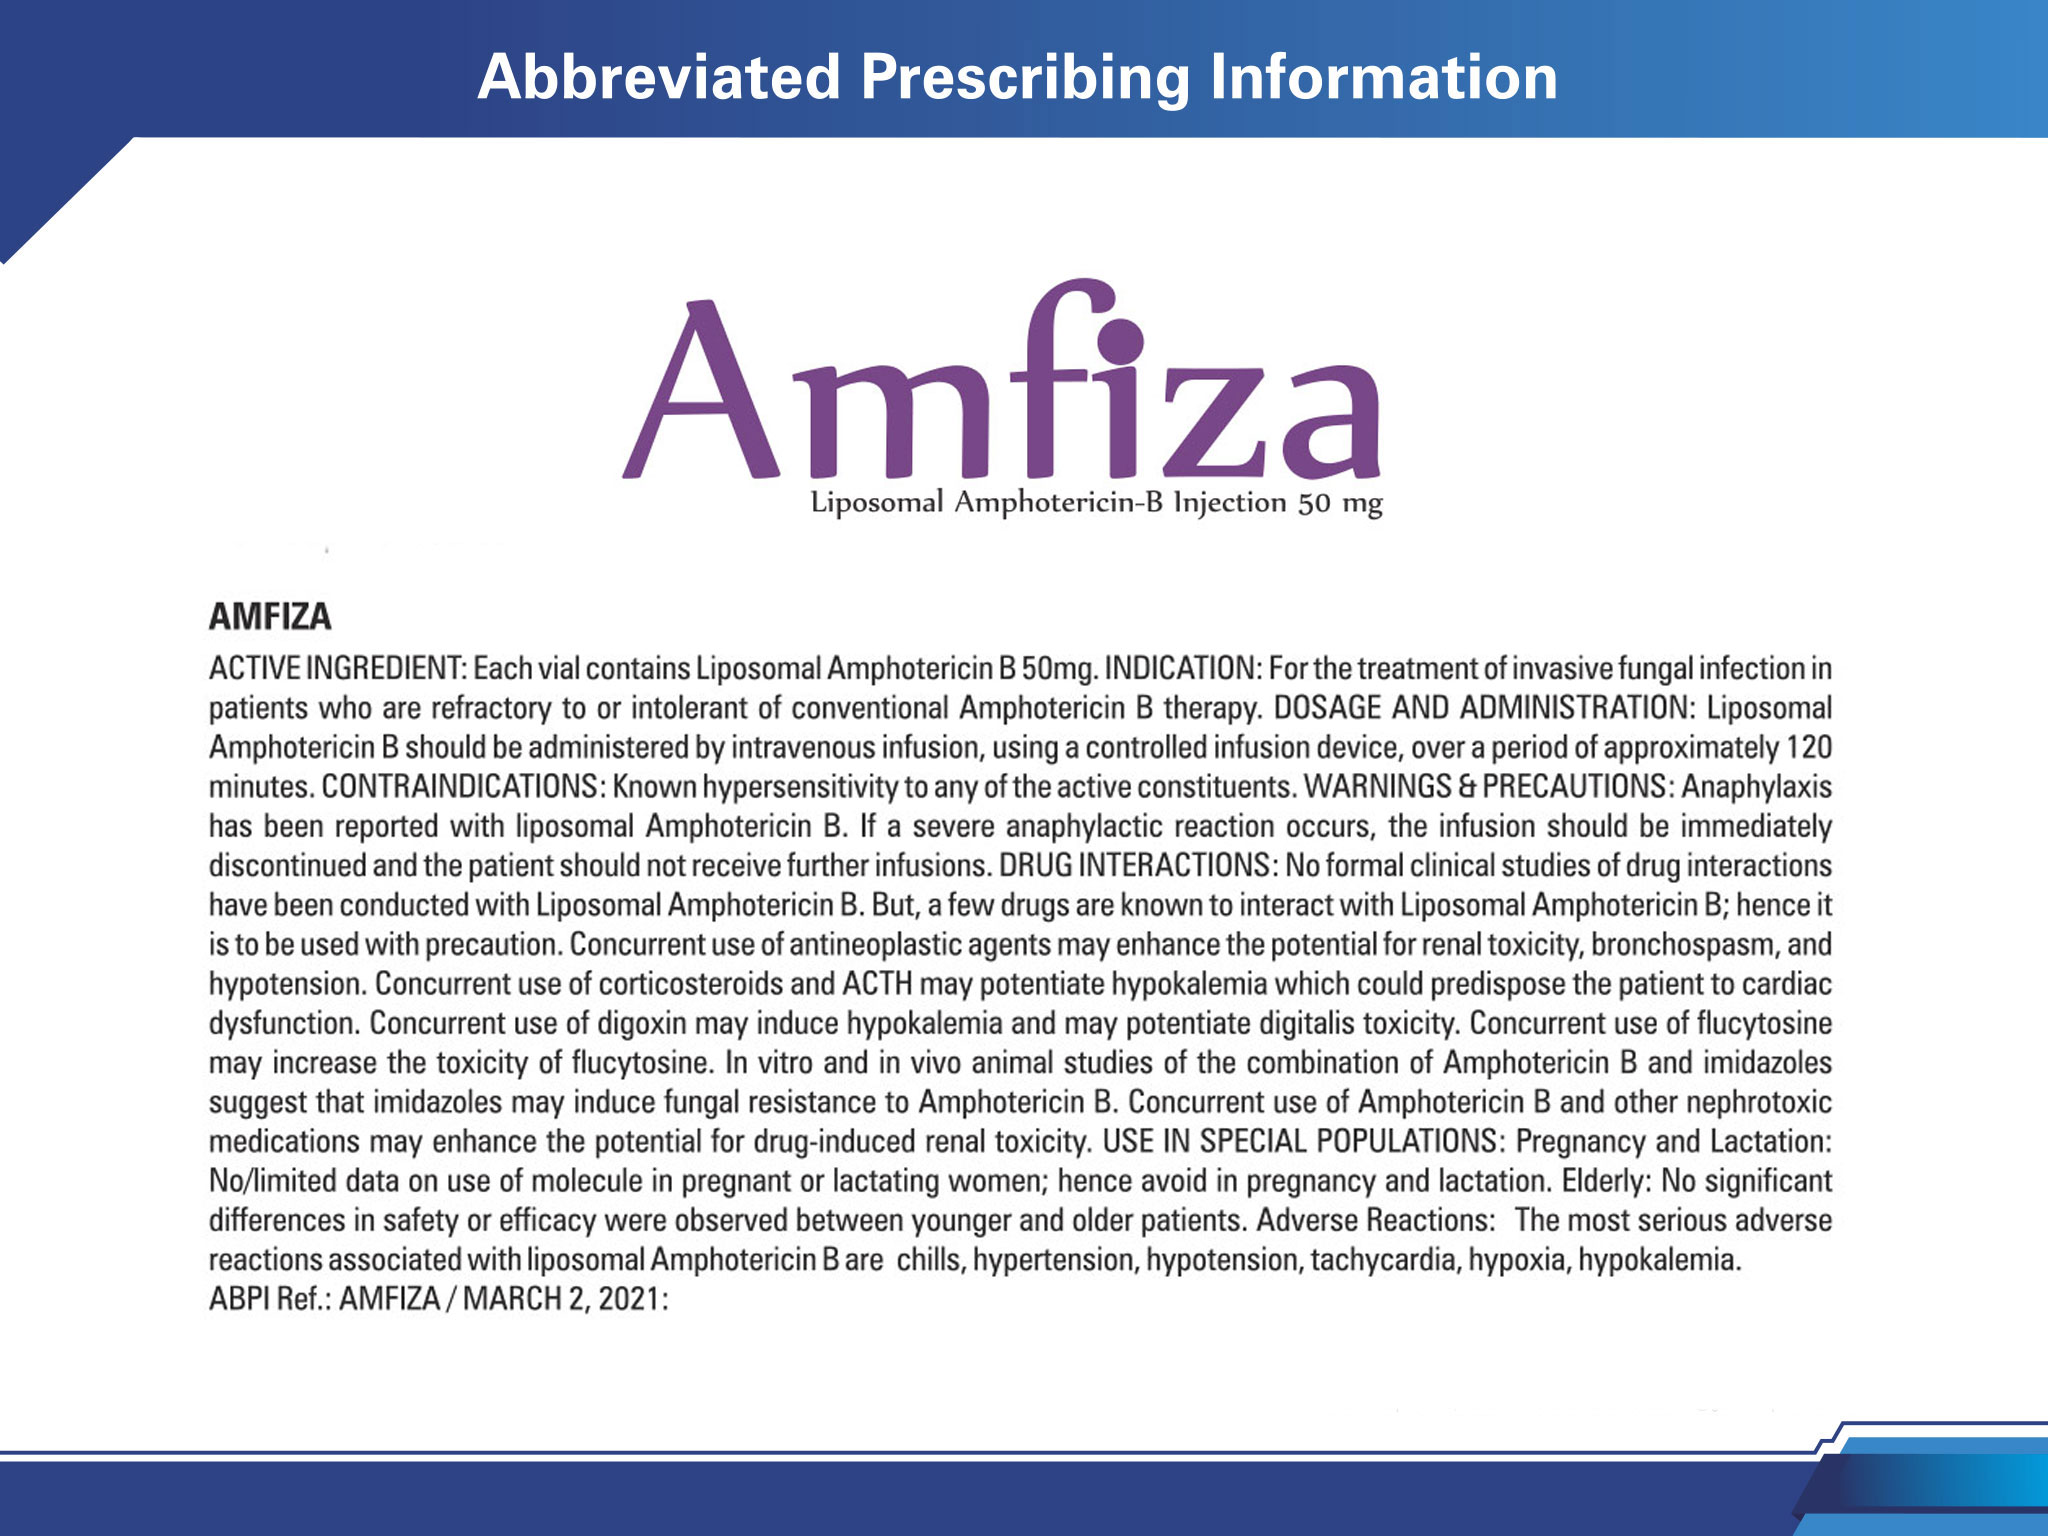 Abbreviated Prescribing Information
Amfiza
Liposomal Amphotericin-B Injection 50 mg
AMFIZA
ACTIVE INGREDIENT: Each vial contains Liposomal Amphotericin B 50mg. INDICATION: For the treatment of invasive fungal infection in
patients who are refractory to or intolerant of conventional Amphotericin B therapy. DOSAGE AND ADMINISTRATION: Liposomal
Amphotericin B should be administered by intravenous infusion, using a controlled infusion device, over a period of approximately 120
minutes. CONTRAINDICATIONS: Known hypersensitivity to any of the active constituents. WARNINGS & PRECAUTIONS: Anaphylaxis
has been reported with liposomal Amphotericin B. If a severe anaphylactic reaction occurs, the infusion should be immediately
discontinued and the patient should not receive further infusions. DRUG INTERACTIONS: No formal clinical studies of drug interactions
have been conducted with Liposomal Amphotericin B. But, a few drugs are known to interact with Liposomal Amphotericin B; hence it
is to be used with precaution. Concurrent use of antineoplastic agents may enhance the potential for renal toxicity, bronchospasm, and
hypotension. Concurrent use of corticosteroids and ACTH may potentiate hypokalemia which could predispose the patient to cardiac
dysfunction. Concurrent use of digoxin may induce hypokalemia and may potentiate digitalis toxicity. Concurrent use of flucytosine
may increase the toxicity of flucytosine. In vitro and in vivo animal studies of the combination of Amphotericin B and imidazoles
suggest that imidazoles may induce fungal resistance to Amphotericin B. Concurrent use of Amphotericin B and other nephrotoxic
medications may enhance the potential for drug-induced renal toxicity. USE IN SPECIAL POPULATIONS: Pregnancy and Lactation:
No/limited data on use of molecule in pregnant or lactating women; hence avoid in pregnancy and lactation. Elderly: No significant
differences in safety or efficacy were observed between younger and older patients. Adverse Reactions: The most serious adverse
reactions associated with liposomal Amphotericin B are chills, hypertension, hypotension, tachycardia, hypoxia, hypokalemia.
ABPI Ref.: AMFIZA / MARCH 2, 2021: